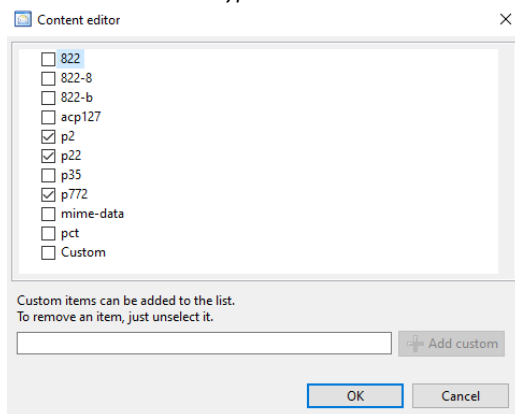 Content editor
822
822-8
822-b
acp127
p2
p22
p35
p772
mime-data
pct
Custom
Custom items can be added to the list.
To remove an item, just unselect it.
Add custom
OK Cancel